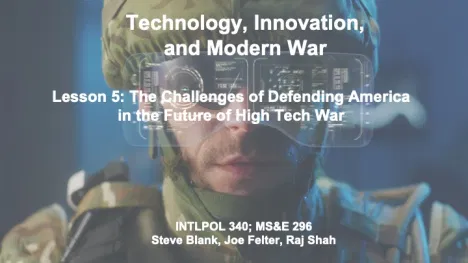 Technology, Innovation,
and Modern War
Lesson 5: The Challenges of Defending America
in the Future of High Tech War
INTLPOL 340; MS&E 296
Steve Blank, Joe Felter, Raj Shah